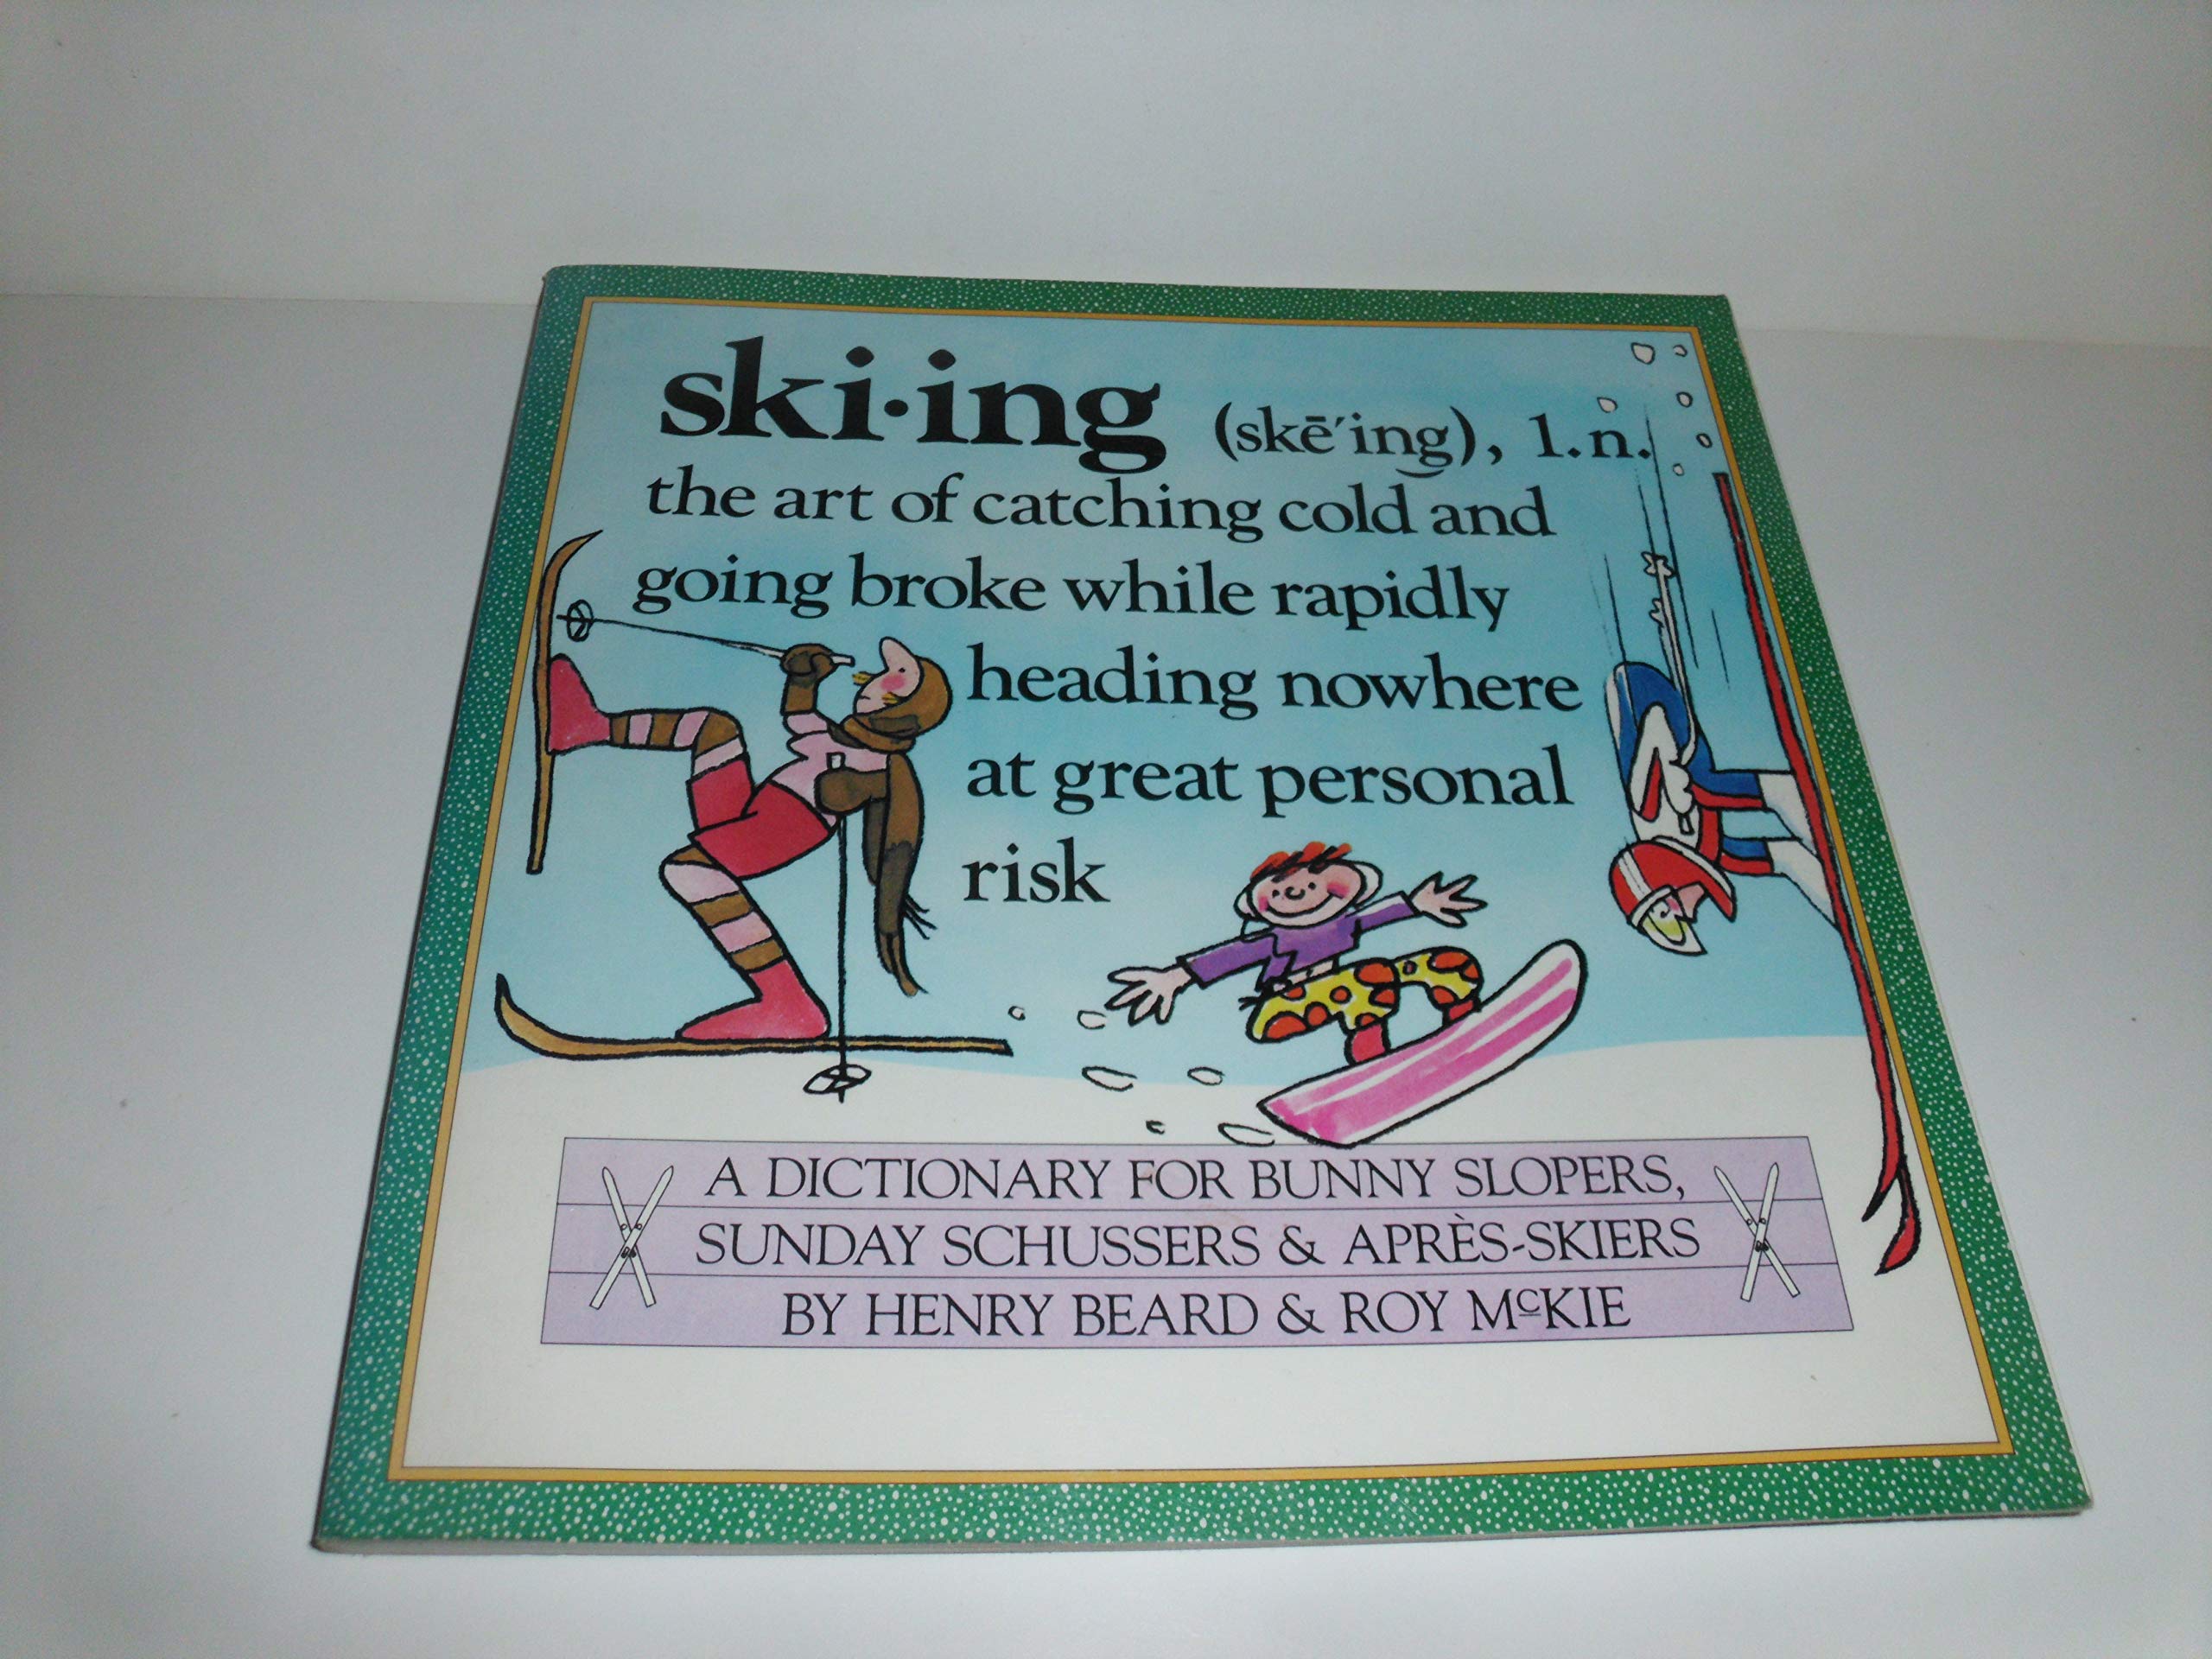 ski·ing (skē′ing), 1. n.
the art of catching cold and
going broke while rapidly
heading nowhere
at great personal
risk
A DICTIONARY FOR BUNNY SLOPERS,
SUNDAY SCHUSSERS & APRÈS-SKIERS
BY HENRY BEARD & ROY McKIE